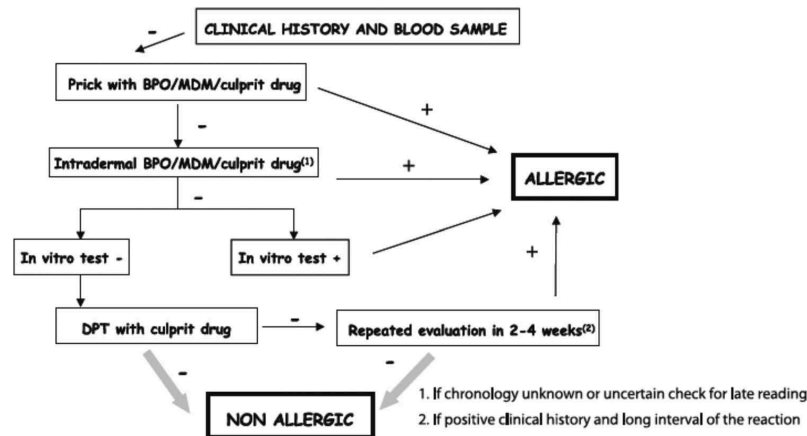 CLINICAL HISTORY AND BLOOD SAMPLE
-
Prick with BPO/MDM/culprit drug
+
-
Intradermal BPO/MDM/culprit drug(1)
+
ALLERGIC
-
In vitro test -
In vitro test +
+
DPT with culprit drug
-
Repeated evaluation in 2-4 weeks(2)
-
-
NON ALLERGIC
1. If chronology unknown or uncertain check for late reading
2. If positive clinical history and long interval of the reaction